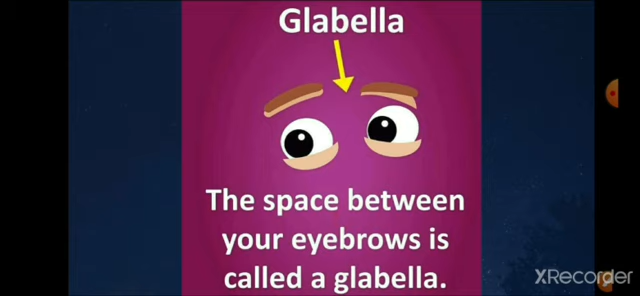 Glabella
The space between
your eyebrows is
called a glabella.
XRecorder